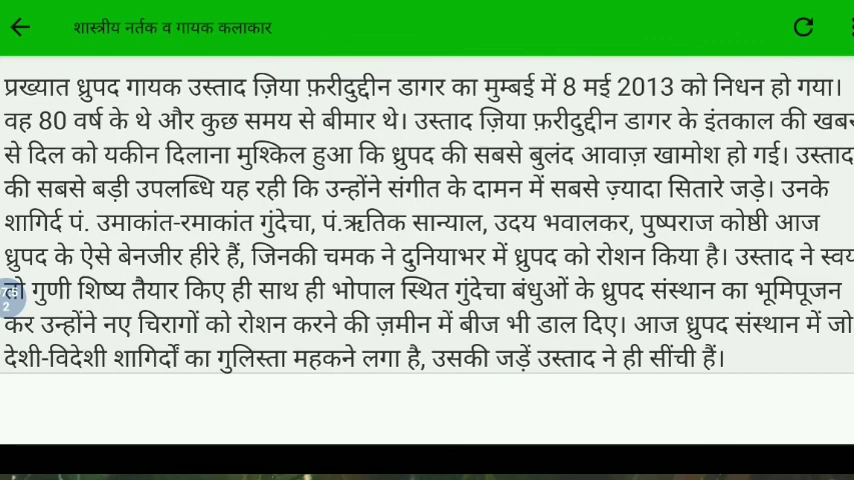 शास्त्रीय नर्तक व गायक कलाकार
प्रख्यात ध्रुपद गायक उस्ताद ज़िया फ़रीदुद्दीन डागर का मुम्बई में 8 मई 2013 को निधन हो गया।
वह 80 वर्ष के थे और कुछ समय से बीमार थे। उस्ताद ज़िया फ़रीदुद्दीन डागर के इंतकाल की खबर
से दिल को यकीन दिलाना मुश्किल हुआ कि ध्रुपद की सबसे बुलंद आवाज़ खामोश हो गई। उस्ताद
की सबसे बड़ी उपलब्धि यह रही कि उन्होंने संगीत के दामन में सबसे ज़्यादा सितारे जड़े। उनके
शागिर्द पं. उमाकांत-रमाकांत गुंदेचा, पं.ऋतिक सान्याल, उदय भवालकर, पुष्पराज कोष्ठी आज
ध्रुपद के ऐसे बेनजीर हीरे हैं, जिनकी चमक ने दुनियाभर में ध्रुपद को रोशन किया है। उस्ताद ने स्वयं
तो गुणी शिष्य तैयार किए ही साथ ही भोपाल स्थित गुंदेचा बंधुओं के ध्रुपद संस्थान का भूमिपूजन
कर उन्होंने नए चिरागों को रोशन करने की ज़मीन में बीज भी डाल दिए। आज ध्रुपद संस्थान में जो
देशी-विदेशी शागिर्दों का गुलिस्ता महकने लगा है, उसकी जड़ें उस्ताद ने ही सींची हैं।